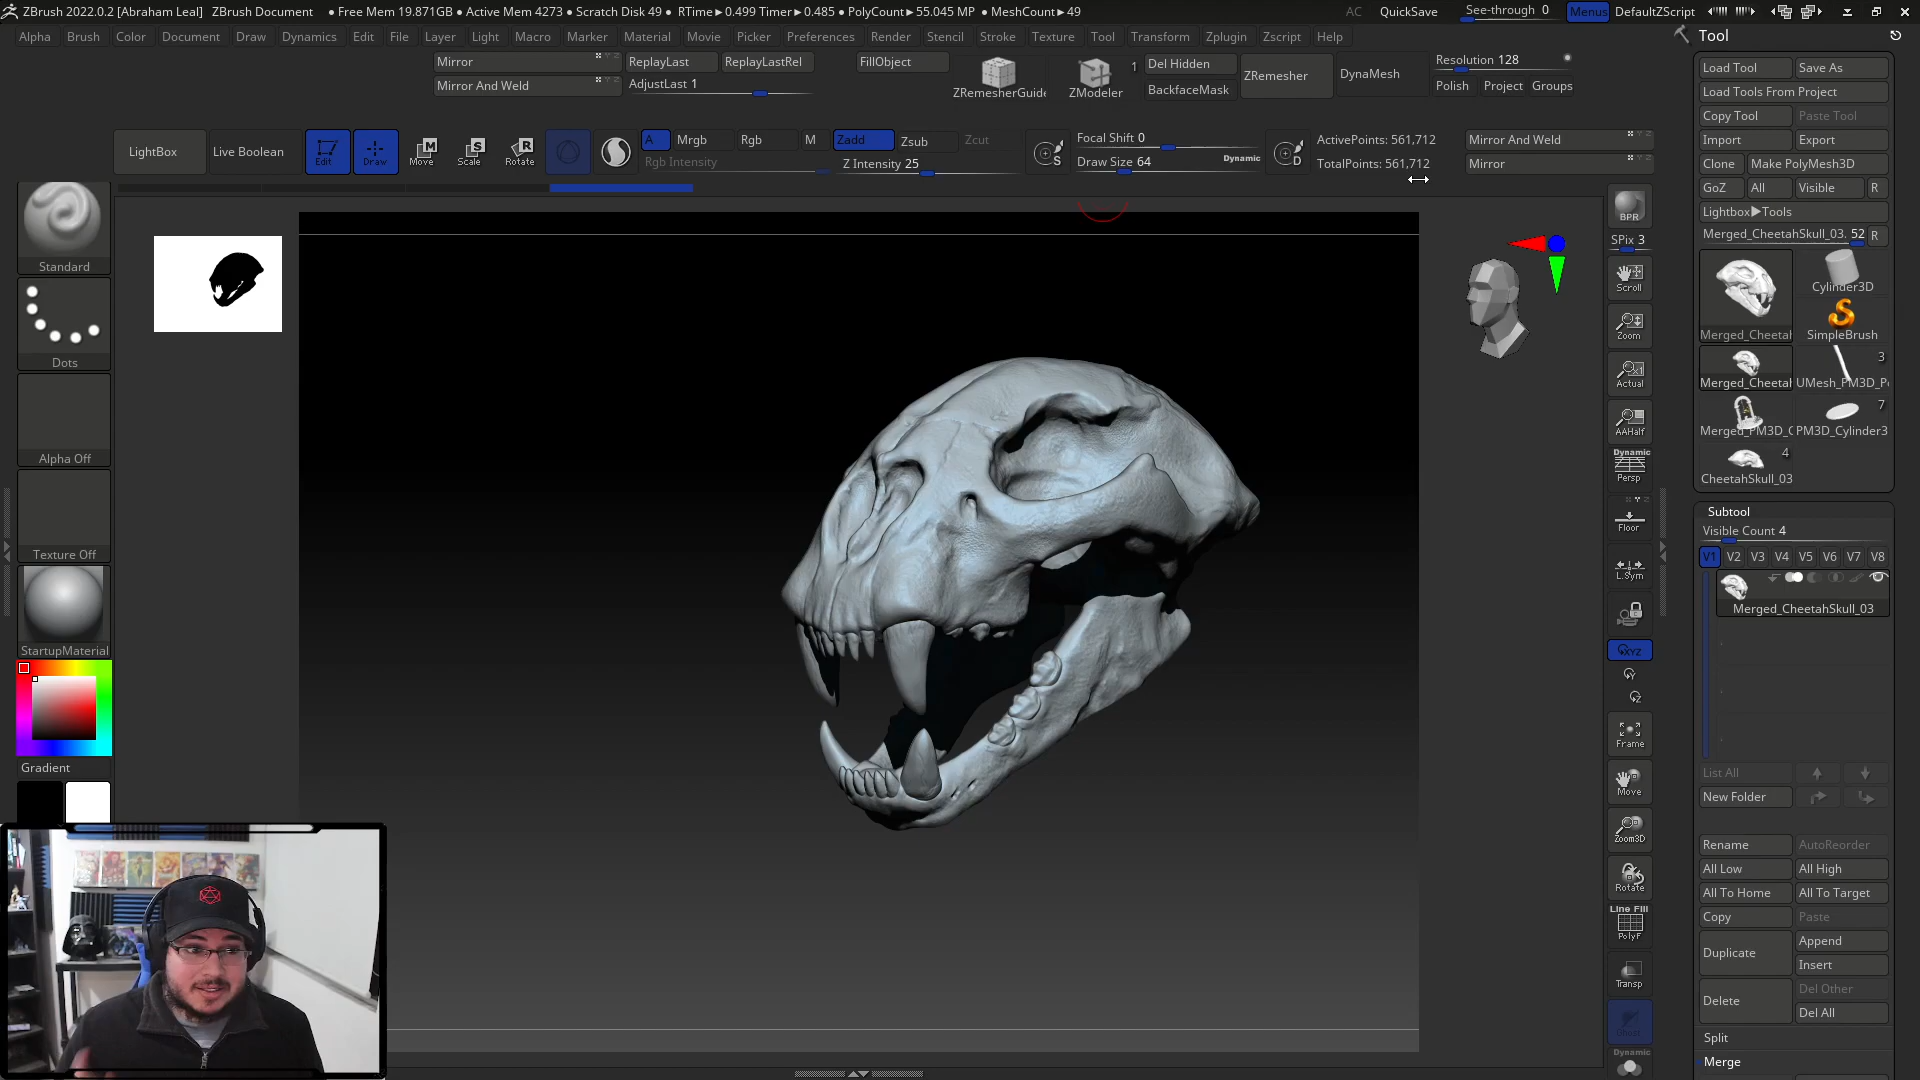 ZBrush 2022.0.2 [Abraham Leal]
ZBrush Document
● Free Mem 19.871GB ● Active Mem 4273 ● Scratch Disk 49 ● RTime►0.499 Timer►0.485 ● PolyCount►55.045 MP ● MeshCount►49
AC
QuickSave
See-through 0
Menus
DefaultZScript
Alpha Brush Color Document Draw Dynamics Edit File Layer Light Macro Marker Material Movie Picker Preferences Render Stencil Stroke Texture Tool Transform Zplugin Zscript Help
Mirror
Mirror And Weld
ReplayLast
ReplayLastRel
AdjustLast 1
FillObject
ZRemesherGuide
ZModeler
1
Del Hidden
BackfaceMask
ZRemesher
DynaMesh
Resolution 128
Polish
Project
Groups
LightBox
Live Boolean
Edit
Draw
Move
Scale
Rotate
A
Mrgb
Rgb
M
Rgb Intensity
Zadd
Zsub
Zcut
Z Intensity 25
S
Focal Shift 0
Draw Size 64
Dynamic
D
ActivePoints: 561,712
TotalPoints: 561,712
Mirror And Weld
Mirror
Standard
Dots
Alpha Off
Texture Off
StartupMaterial
Gradient
BPR
SPix 3
Scroll
Zoom
Actual
AAHalf
Dynamic
Persp
Floor
L.Sym
XYZ
Frame
Move
Zoom3D
Rotate
Line Fill
PolyF
Transp
Ghost
Dynamic
Tool
Load Tool
Save As
Load Tools From Project
Copy Tool
Paste Tool
Import
Export
Clone
Make PolyMesh3D
GoZ
All
Visible
R
Lightbox►Tools
Merged_CheetahSkull_03. 52
R
Merged_Cheetah
Cylinder3D
SimpleBrush
Merged_Cheetah
3
UMesh_PM3D_Po
Merged_PM3D_C
7
PM3D_Cylinder3
4
CheetahSkull_03
Subtool
Visible Count 4
V1 V2 V3 V4 V5 V6 V7 V8
Merged_CheetahSkull_03
List All
New Folder
Rename
AutoReorder
All Low
All High
All To Home
All To Target
Copy
Paste
Duplicate
Append
Insert
Delete
Del Other
Del All
Split
Merge